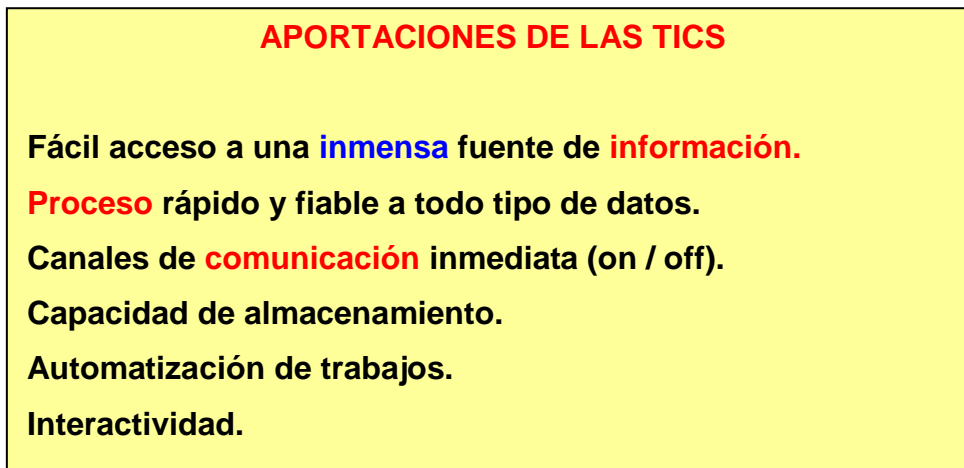 APORTACIONES DE LAS TICS
Fácil acceso a una inmensa fuente de información.
Proceso rápido y fiable a todo tipo de datos.
Canales de comunicación inmediata (on / off).
Capacidad de almacenamiento.
Automatización de trabajos.
Interactividad.